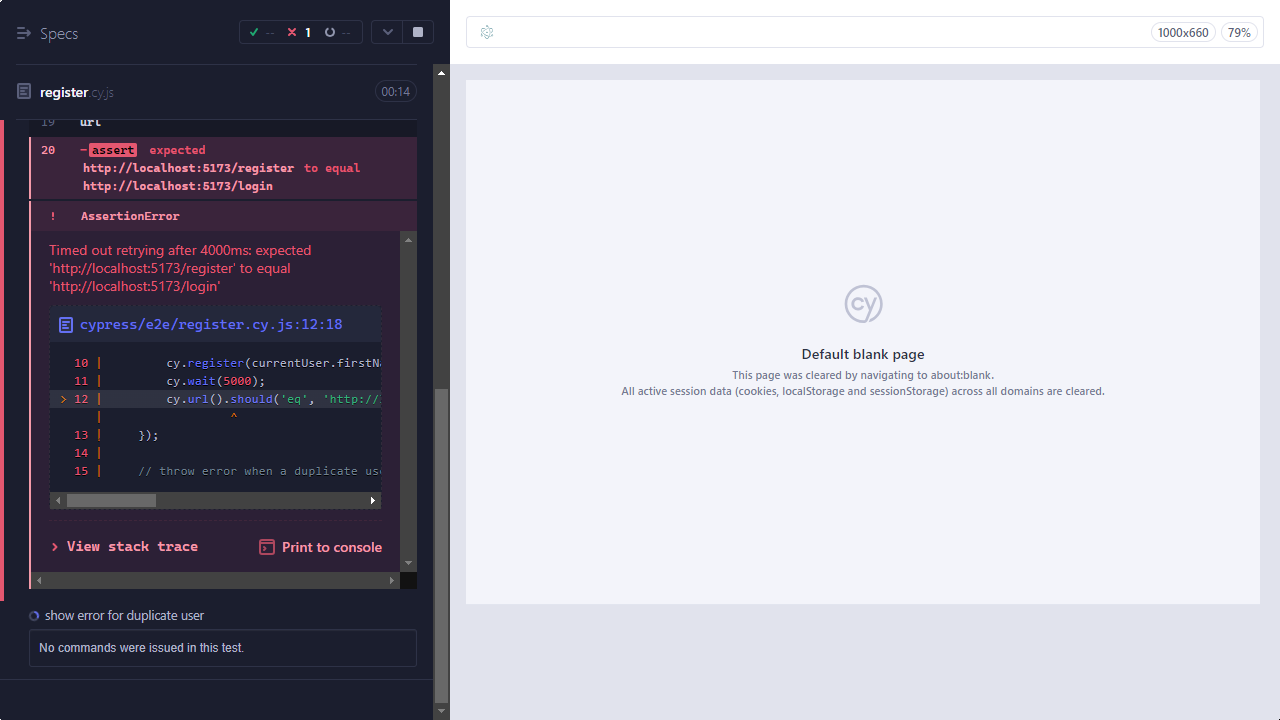 Specs
-- 1 --
1000x660 79%
register.cy.js 00:14
19 url
20 -assert expected
http://localhost:5173/register to equal
http://localhost:5173/login
! AssertionError
Timed out retrying after 4000ms: expected
'http://localhost:5173/register' to equal
'http://localhost:5173/login'
cypress/e2e/register.cy.js:12:18
10 | cy.register(currentUser.firstNa
11 | cy.wait(5000);
> 12 | cy.url().should('eq', 'http://
| ^
13 | });
14 |
15 | // throw error when a duplicate use
> View stack trace
Print to console
show error for duplicate user
No commands were issued in this test.
cy
Default blank page
This page was cleared by navigating to about:blank.
All active session data (cookies, localStorage and sessionStorage) across all domains are cleared.